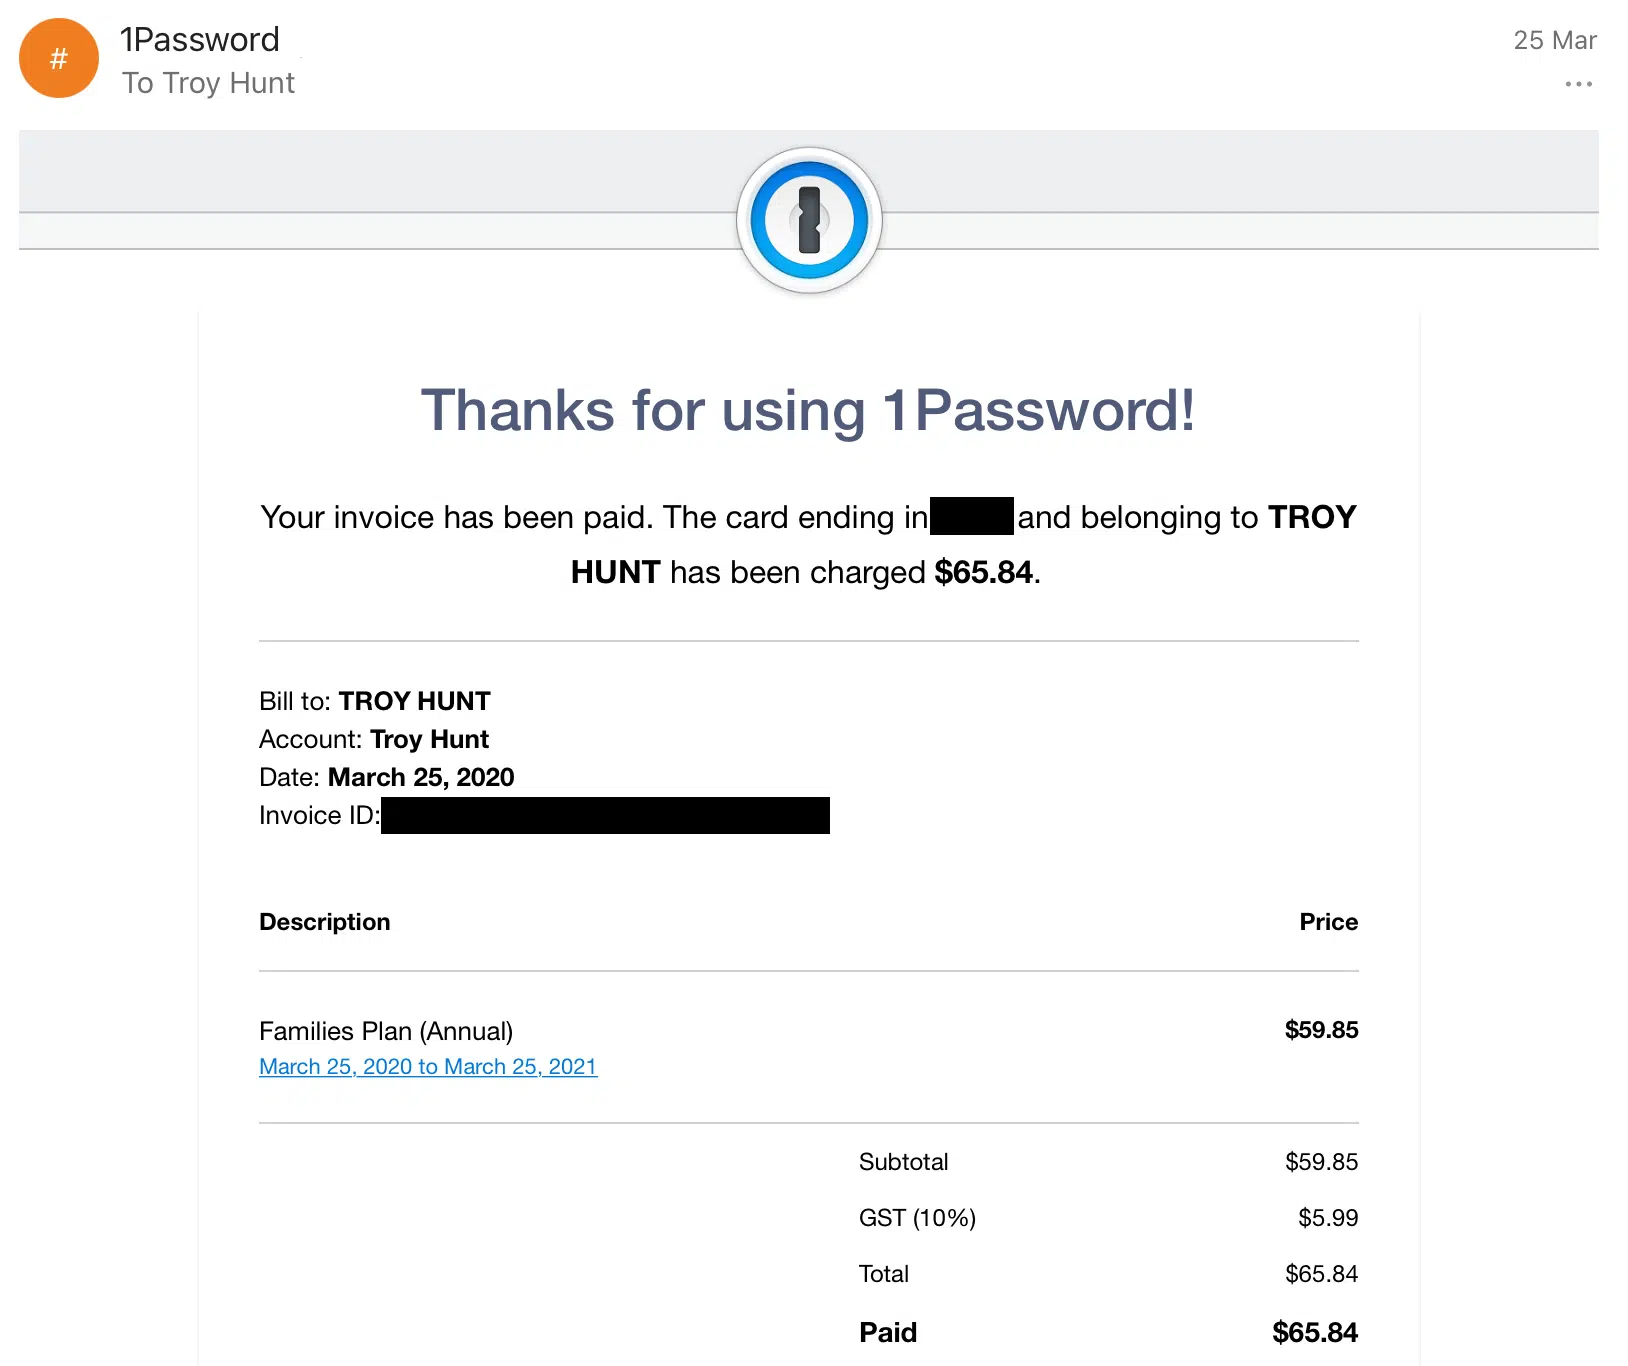 #
1Password
25 Mar
To Troy Hunt
Thanks for using 1Password!
Your invoice has been paid. The card ending in and belonging to TROY
HUNT has been charged $65.84.
Bill to: TROY HUNT
Account: Troy Hunt
Date: March 25, 2020
Invoice ID:
Description Price
Families Plan (Annual) $59.85
March 25, 2020 to March 25, 2021
Subtotal $59.85
GST (10%) $5.99
Total $65.84
Paid $65.84